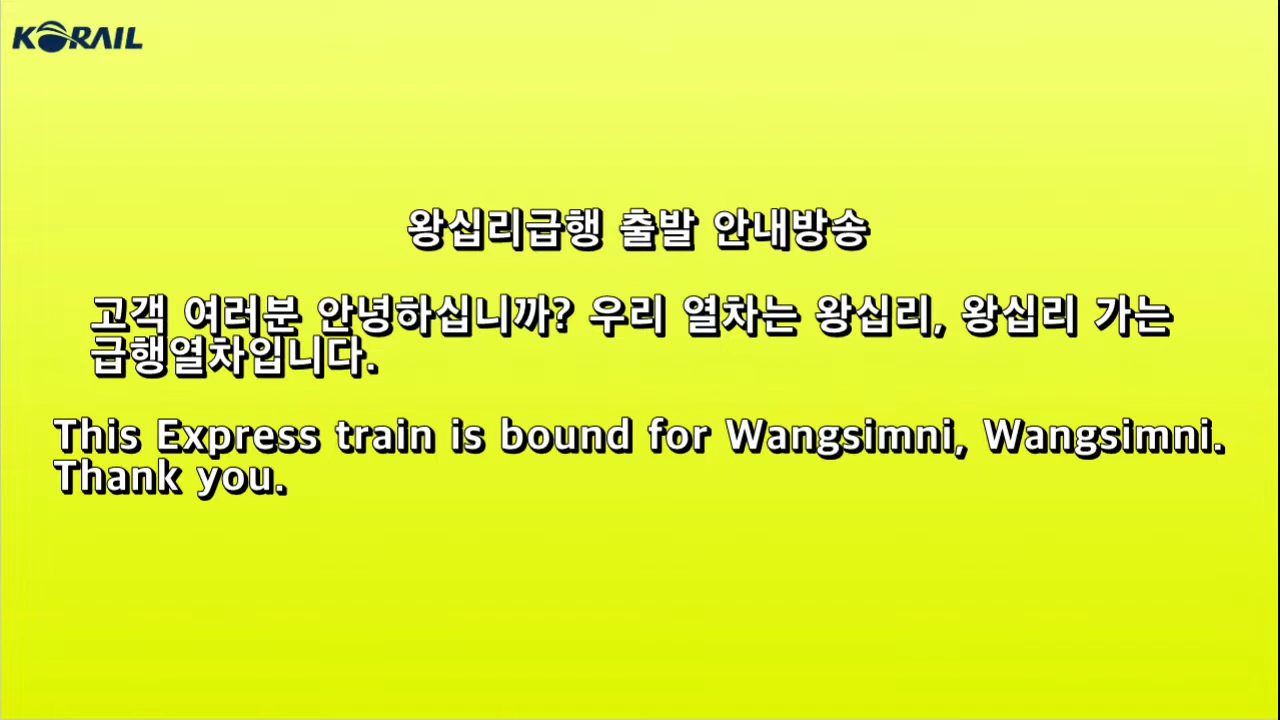 KORAIL
왕십리급행 출발 안내방송
고객 여러분 안녕하십니까? 우리 열차는 왕십리, 왕십리 가는
급행열차입니다.
This Express train is bound for Wangsimni, Wangsimni.
Thank you.